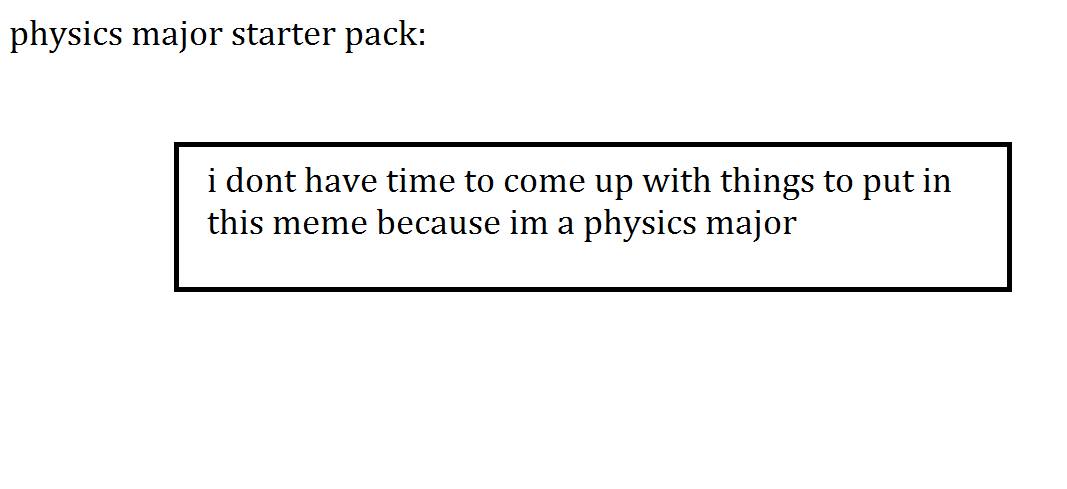 physics major starter pack:
i dont have time to come up with things to put in
this meme because im a physics major